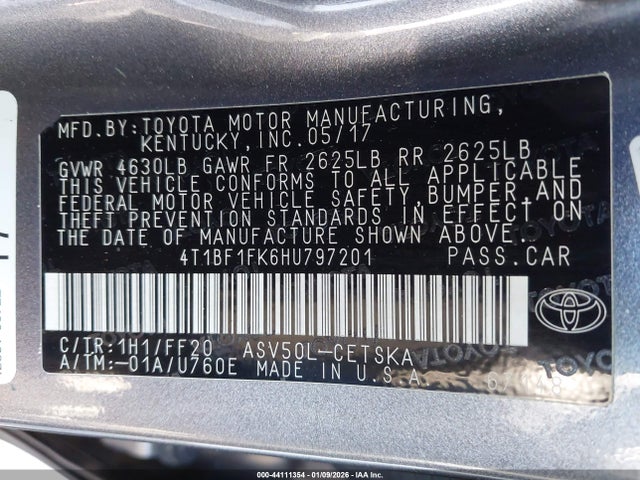 MFD.BY:TOYOTA MOTOR MANUFACTURING,
KENTUCKY,INC.05/17
GVWR 4630LB GAWR FR 2625LB RR 2625LB
THIS VEHICLE CONFORMS TO ALL APPLICABLE
FEDERAL MOTOR VEHICLE SAFETY,BUMPER,AND
THEFT PREVENTION STANDARDS IN EFFECT ON
THE DATE OF MANUFACTURE SHOWN ABOVE.
4T1BF1FK6HU797201 PASS.CAR
C/TR:1H1/FF20 ASV50L-CETSKA
A/TM:-01A/U760E MADE IN U.S.A.
000-44111354 | 01/09/2026 - © IAA Inc.